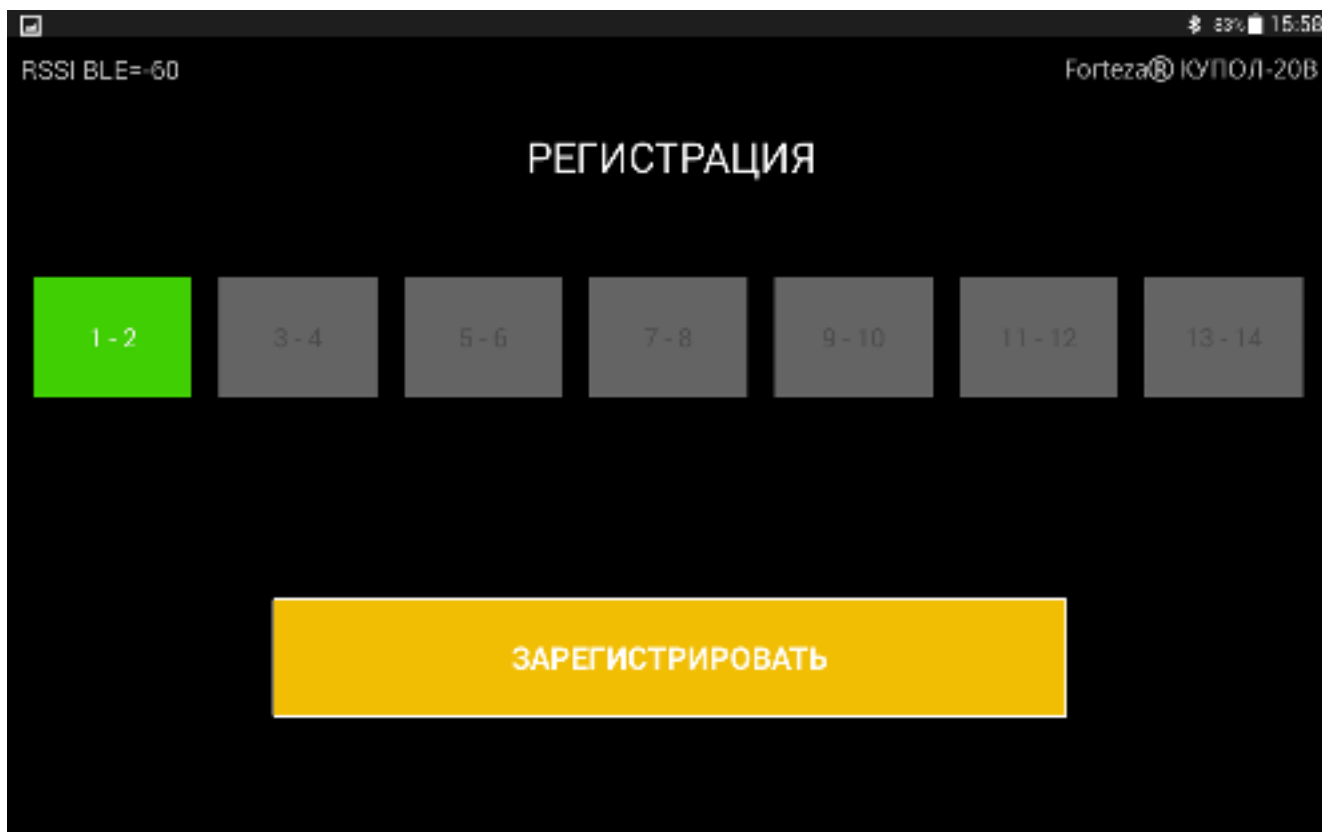 83% 15:58
RSSI BLE=-60 Forteza® КУПОЛ-20В
РЕГИСТРАЦИЯ
1 - 2 3 - 4 5 - 6 7 - 8 9 - 10 11 - 12 13 - 14
ЗАРЕГИСТРИРОВАТЬ